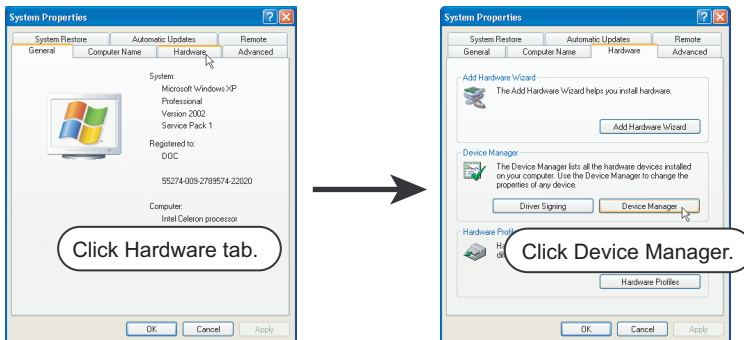 System Properties
System Restore Automatic Updates Remote
General Computer Name Hardware Advanced
System:
Microsoft Windows XP
Professional
Version 2002
Service Pack 1
Registered to:
DOC
55274-009-2789574-22020
Computer:
Intel Celeron processor
Click Hardware tab.
OK Cancel Apply
System Properties
System Restore Automatic Updates Remote
General Computer Name Hardware Advanced
Add Hardware Wizard
The Add Hardware Wizard helps you install hardware.
Add Hardware Wizard
Device Manager
The Device Manager lists all the hardware devices installed
on your computer. Use the Device Manager to change the
properties of any device.
Driver Signing Device Manager
Hardware Profi
Click Device Manager.
Hardware Profiles
OK Cancel Apply